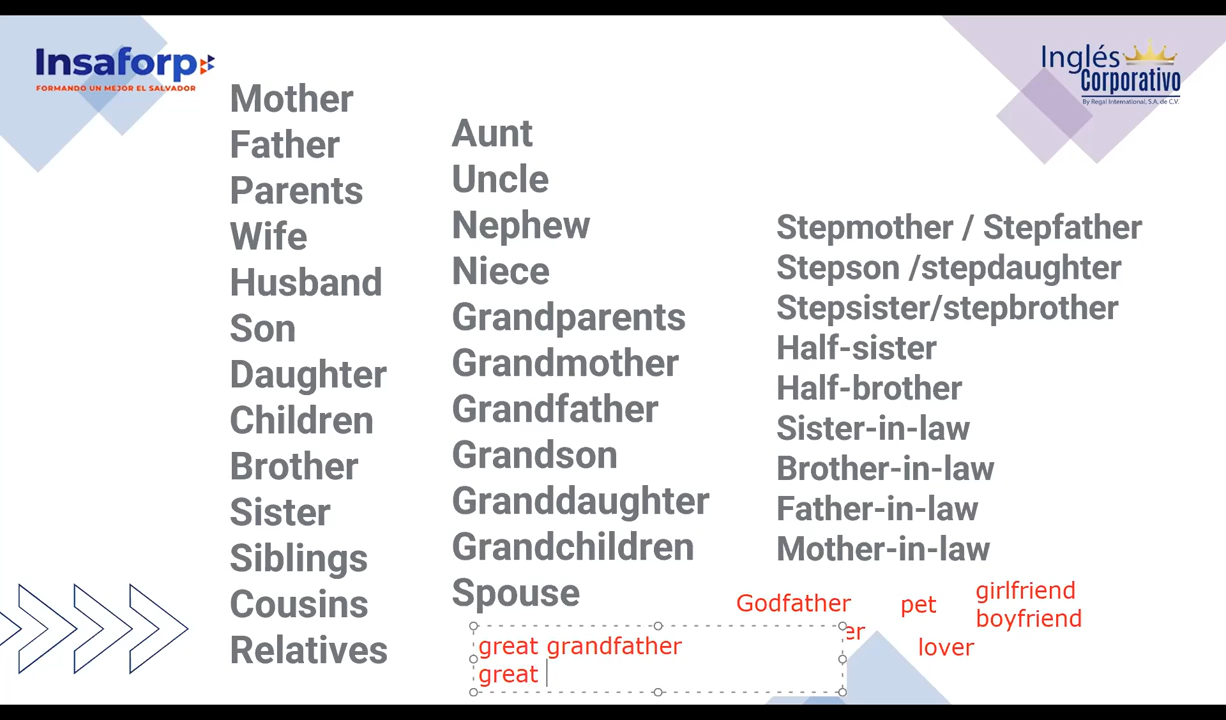 Insaforp
FORMANDO UN MEJOR EL SALVADOR
Inglés
Corporativo
By Regal International, S.A. de C.V.
Mother
Father
Parents
Wife
Husband
Son
Daughter
Children
Brother
Sister
Siblings
Cousins
Relatives
Aunt
Uncle
Nephew
Niece
Grandparents
Grandmother
Grandfather
Grandson
Granddaughter
Grandchildren
Spouse
great grandfather
great
Stepmother / Stepfather
Stepson /stepdaughter
Stepsister/stepbrother
Half-sister
Half-brother
Sister-in-law
Brother-in-law
Father-in-law
Mother-in-law
Godfather
pet
girlfriend
boyfriend
lover